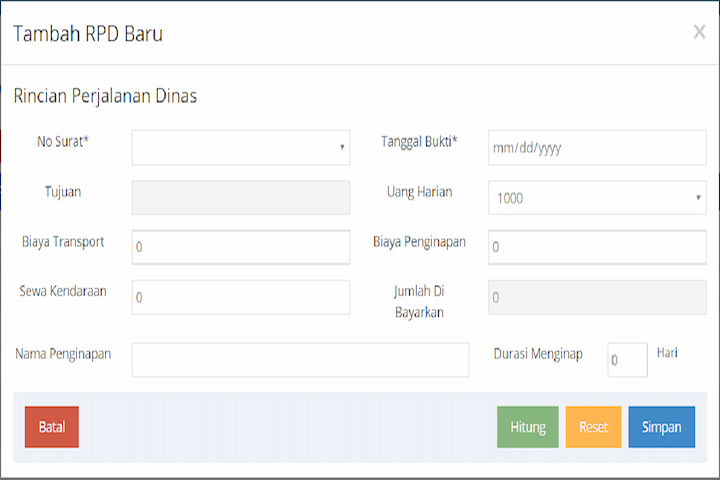 Tambah RPD Baru ×
Rincian Perjalanan Dinas
No Surat* Tanggal Bukti* mm/dd/yyyy
Tujuan Uang Harian 1000
Biaya Transport 0 Biaya Penginapan 0
Sewa Kendaraan 0 Jumlah Di Bayarkan 0
Nama Penginapan Durasi Menginap 0 Hari
Batal Hitung Reset Simpan